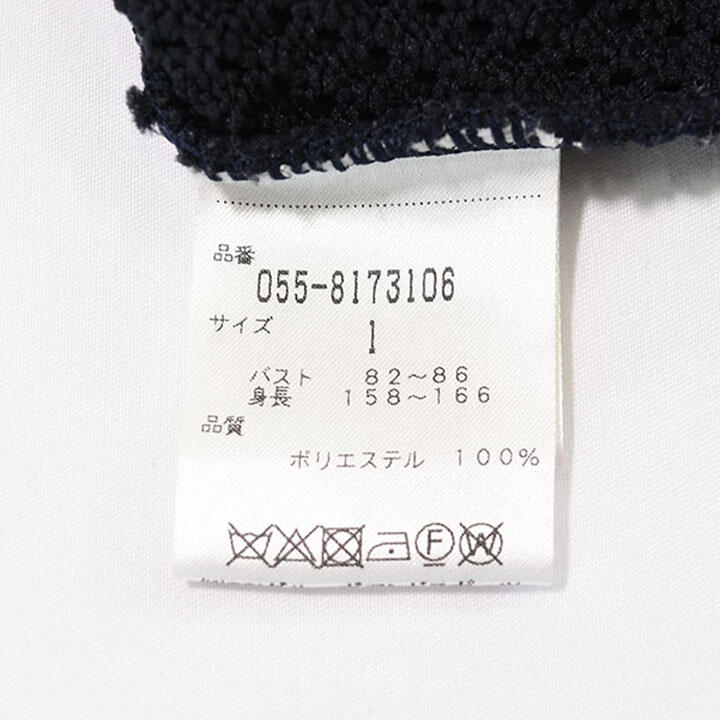 品番
055-8173106
サイズ
1
バスト 82～86
身長 158～166
品質
ポリエステル 100%
F W